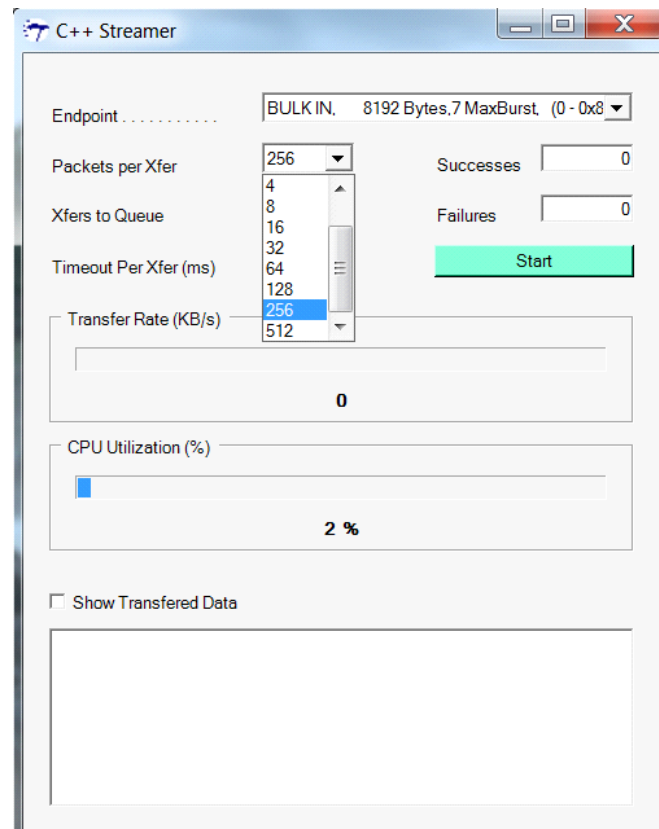 C++ Streamer
Endpoint . . . . . . . . . . . BULK IN, 8192 Bytes,7 MaxBurst, (0 - 0x8
Packets per Xfer 256 Successes 0
4
8
Xfers to Queue Failures 0
16
32
Timeout Per Xfer (ms) 64 Start
128
256
512
Transfer Rate (KB/s)
0
CPU Utilization (%)
2 %
Show Transfered Data